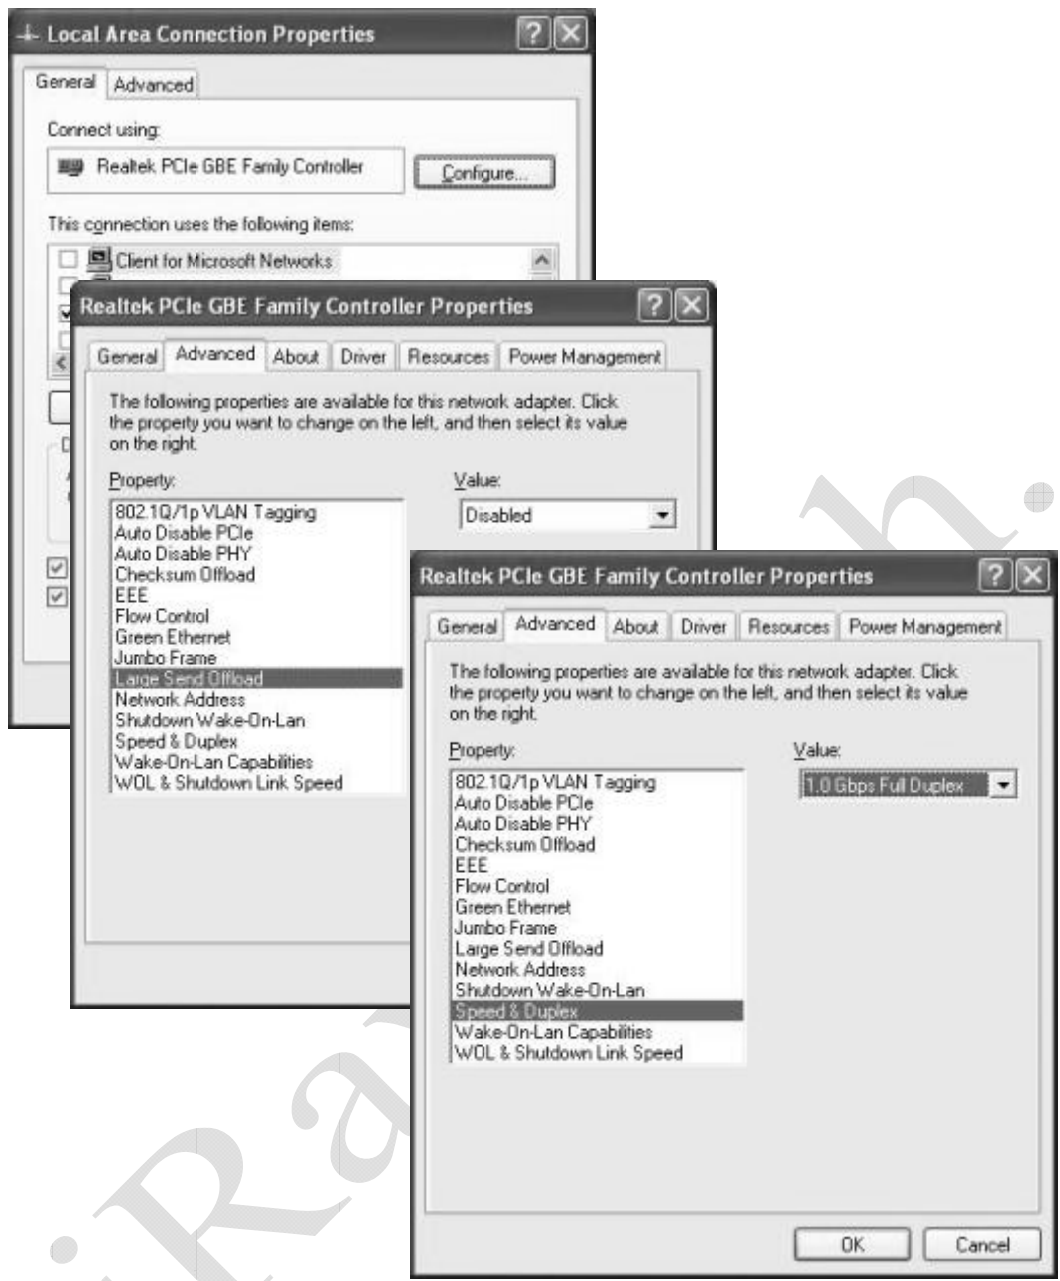 Local Area Connection Properties
General
Advanced
Connect using:
Realtek PCIe GBE Family Controller
Configure...
This connection uses the following items:
Client for Microsoft Networks
Realtek PCIe GBE Family Controller Properties
General
Advanced
About
Driver
Resources
Power Management
The following properties are available for this network adapter. Click
the property you want to change on the left, and then select its value
on the right.
Property:
Value:
802.1Q/1p VLAN Tagging
Disabled
Auto Disable PCIe
Auto Disable PHY
Checksum Offload
EEE
Flow Control
Green Ethernet
Jumbo Frame
Large Send Offload
Network Address
Shutdown Wake-On-Lan
Speed & Duplex
Wake-On-Lan Capabilities
WOL & Shutdown Link Speed
Realtek PCIe GBE Family Controller Properties
General
Advanced
About
Driver
Resources
Power Management
The following properties are available for this network adapter. Click
the property you want to change on the left, and then select its value
on the right.
Property:
Value:
802.1Q/1p VLAN Tagging
1.0 Gbps Full Duplex
Auto Disable PCIe
Auto Disable PHY
Checksum Offload
EEE
Flow Control
Green Ethernet
Jumbo Frame
Large Send Offload
Network Address
Shutdown Wake-On-Lan
Speed & Duplex
Wake-On-Lan Capabilities
WOL & Shutdown Link Speed
OK
Cancel